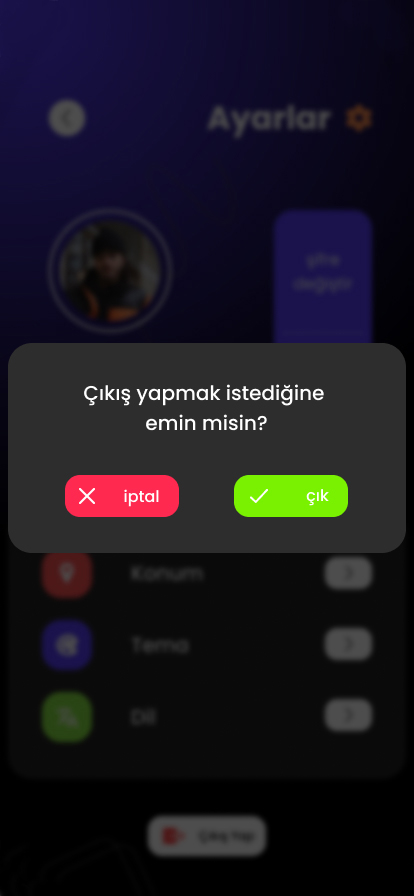 Ayarlar
şifre
değiştir
Çıkış yapmak istediğine
emin misin?
iptal
çık
Konum
Tema
Dil
Çıkış Yap